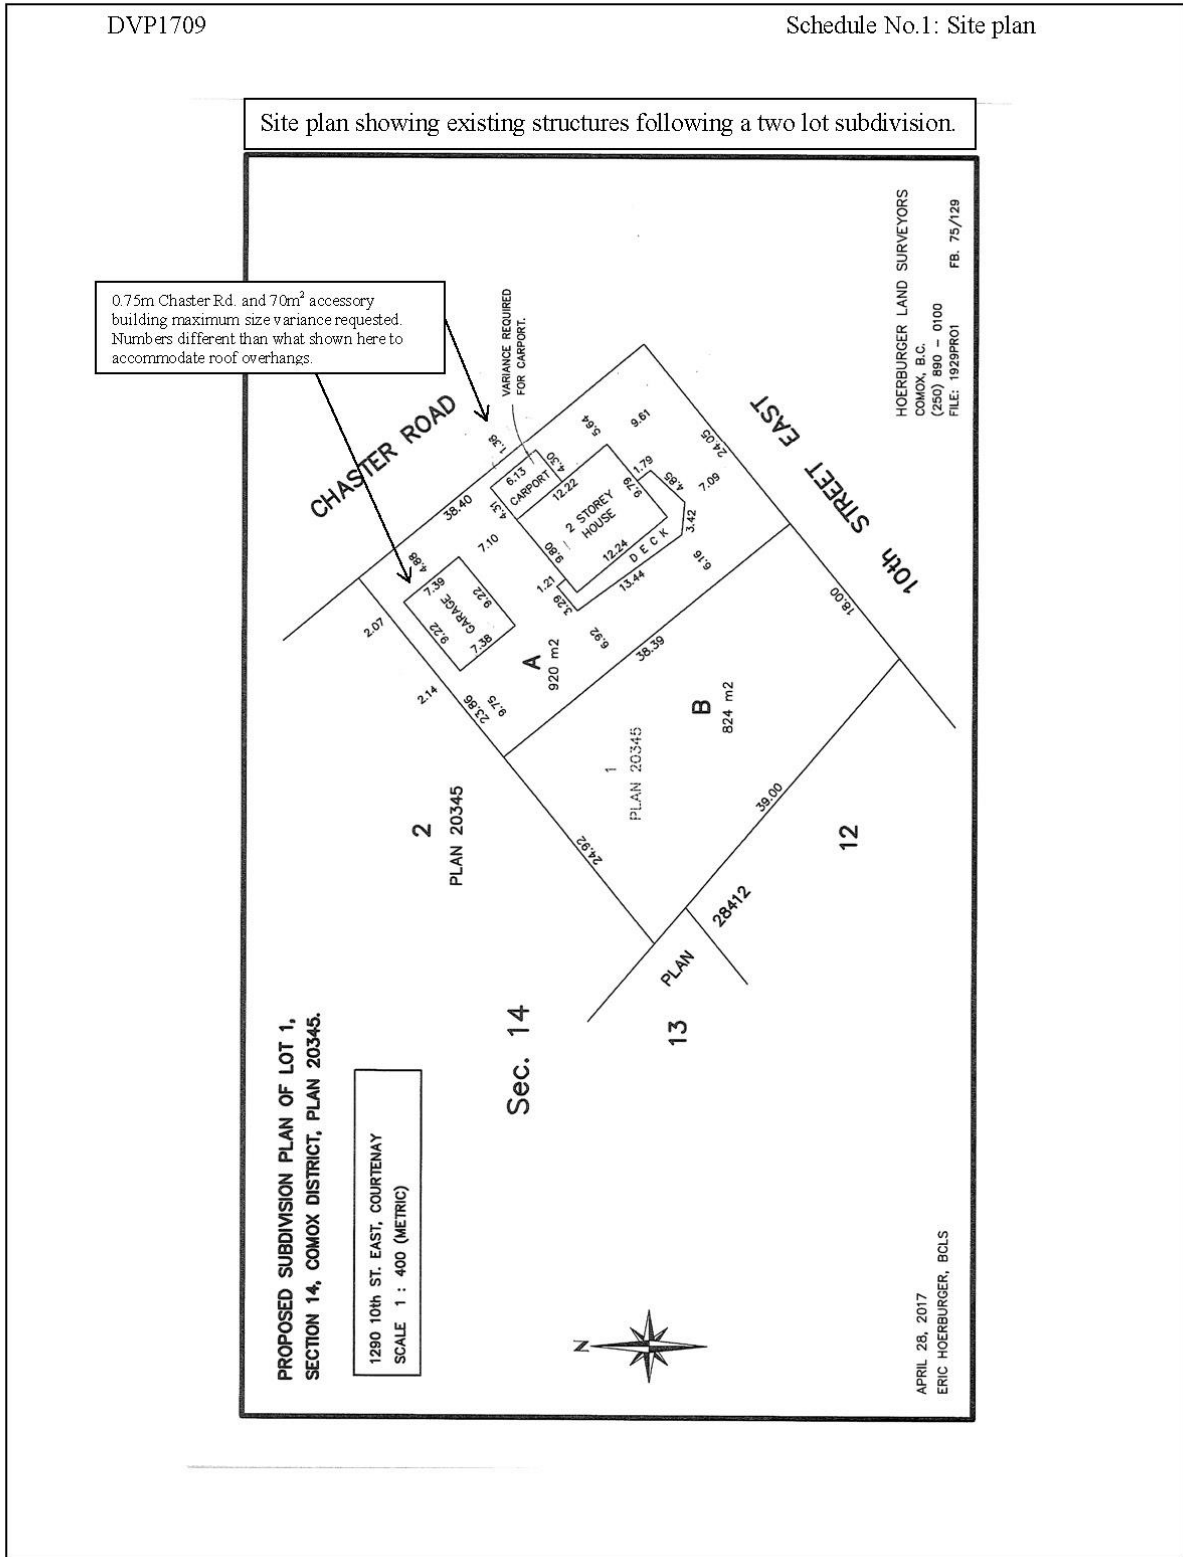 DVP1709
Schedule No.1: Site plan
Site plan showing existing structures following a two lot subdivision.
0.75m Chaster Rd. and 70m² accessory
building maximum size variance requested.
Numbers different than what shown here to
accommodate roof overhangs.
PROPOSED SUBDIVISION PLAN OF LOT 1,
SECTION 14, COMOX DISTRICT, PLAN 20345.
1290 10th ST. EAST, COURTENAY
SCALE 1 : 400 (METRIC)
CHASTER ROAD
VARIANCE REQUIRED
FOR CARPORT.
1.36
38.40
6.13
CARPORT
4.30
4.31
5.64
9.61
12.22
2 STOREY
HOUSE
9.80
12.24
9.79
1.79
4.85
DECK
3.42
13.44
1.21
3.29
7.10
4.88
7.39
GARAGE
9.22
9.22
7.38
2.07
2.14
23.86
9.75
A
920 m2
6.92
6.16
7.09
24.05
38.39
10th STREET EAST
18.00
B
824 m2
1
PLAN 20345
2
PLAN 20345
24.92
39.00
12
PLAN 28412
13
Sec. 14
N
HOERBURGER LAND SURVEYORS
COMOX, B.C.
(250) 890 - 0100
FILE: 1929PR01 FB. 75/129
APRIL 28, 2017
ERIC HOERBURGER, BCLS